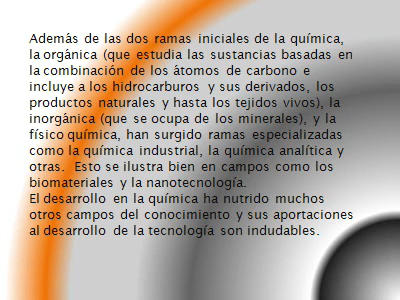 Además de las dos ramas iniciales de la química,
la orgánica (que estudia las sustancias basadas en
la combinación de los átomos de carbono e
incluye a los hidrocarburos y sus derivados, los
productos naturales y hasta los tejidos vivos), la
inorgánica (que se ocupa de los minerales), y la
físico química, han surgido ramas especializadas
como la química industrial, la química analítica y
otras. Esto se ilustra bien en campos como los
biomateriales y la nanotecnología.
El desarrollo en la química ha nutrido muchos
otros campos del conocimiento y sus aportaciones
al desarrollo de la tecnología son indudables.